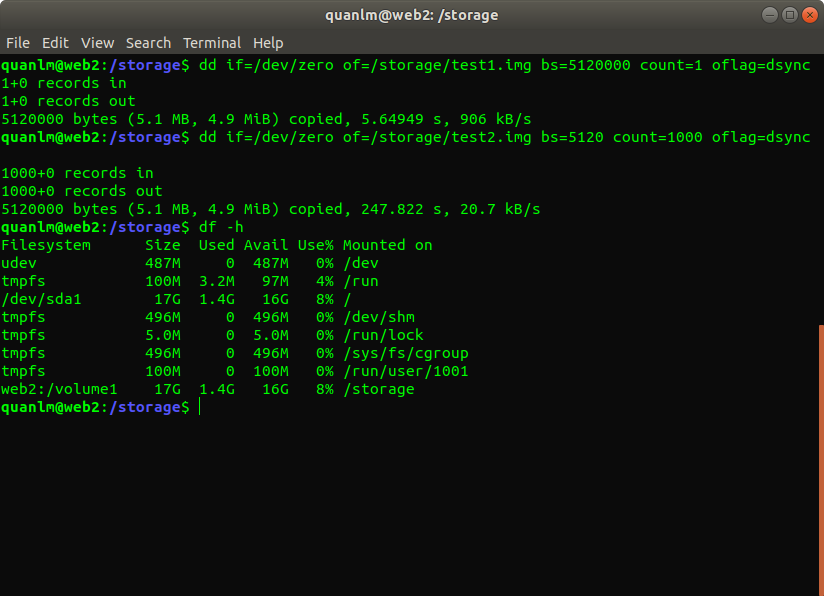 quanlm@web2: /storage
File Edit View Search Terminal Help
quanlm@web2:/storage$ dd if=/dev/zero of=/storage/test1.img bs=5120000 count=1 oflag=dsync
1+0 records in
1+0 records out
5120000 bytes (5.1 MB, 4.9 MiB) copied, 5.64949 s, 906 kB/s
quanlm@web2:/storage$ dd if=/dev/zero of=/storage/test2.img bs=5120 count=1000 oflag=dsync
1000+0 records in
1000+0 records out
5120000 bytes (5.1 MB, 4.9 MiB) copied, 247.822 s, 20.7 kB/s
quanlm@web2:/storage$ df -h
Filesystem      Size  Used Avail Use% Mounted on
udev            487M     0  487M   0% /dev
tmpfs           100M  3.2M   97M   4% /run
/dev/sda1        17G  1.4G   16G   8% /
tmpfs           496M     0  496M   0% /dev/shm
tmpfs           5.0M     0  5.0M   0% /run/lock
tmpfs           496M     0  496M   0% /sys/fs/cgroup
tmpfs           100M     0  100M   0% /run/user/1001
web2:/volume1    17G  1.4G   16G   8% /storage
quanlm@web2:/storage$